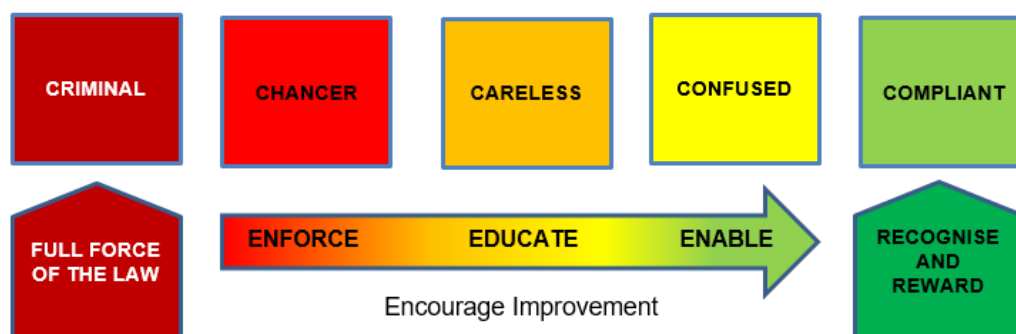 CRIMINAL
CHANCER
CARELESS
CONFUSED
COMPLIANT
FULL FORCE
OF THE LAW
ENFORCE
EDUCATE
ENABLE
RECOGNISE
AND
REWARD
Encourage Improvement